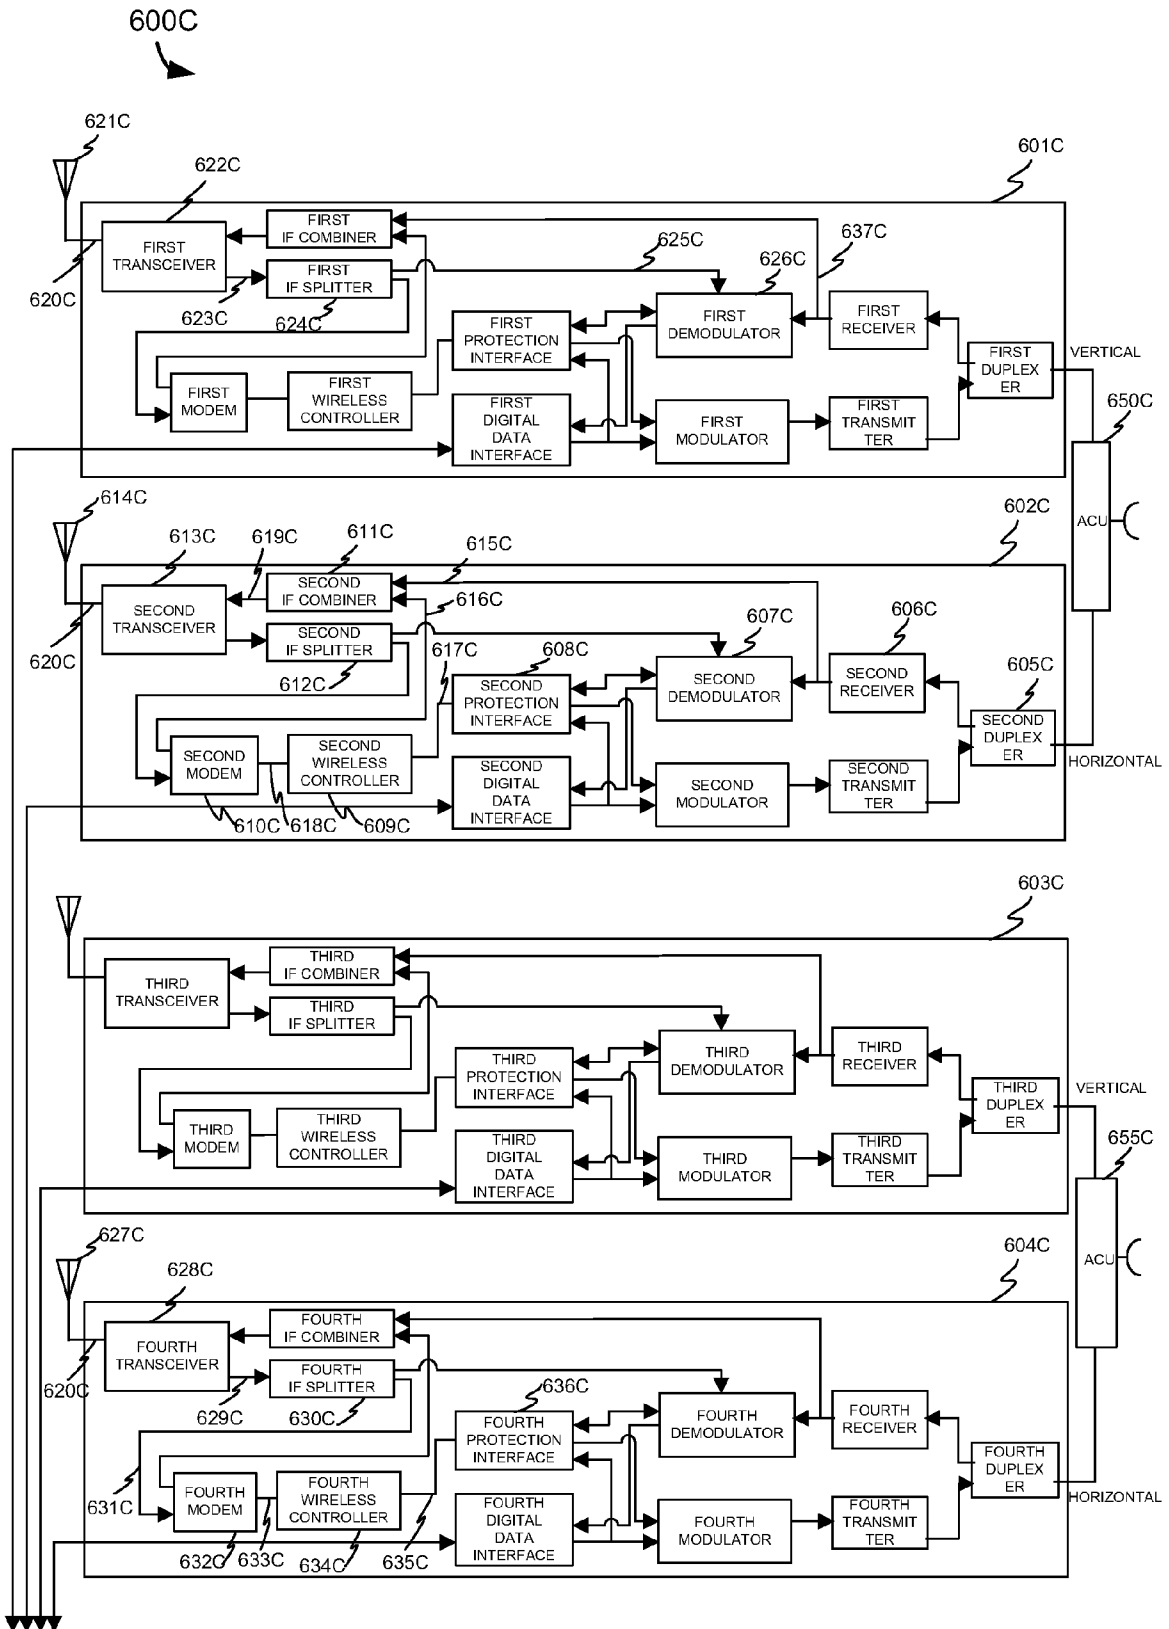 600C
621C
622C
601C
FIRST
TRANSCEIVER
FIRST
IF COMBINER
FIRST
IF SPLITTER
625C
637C
626C
620C
623C
624C
FIRST
PROTECTION
INTERFACE
FIRST
DEMODULATOR
FIRST
RECEIVER
FIRST
DUPLEX
ER
VERTICAL
FIRST
MODEM
FIRST
WIRELESS
CONTROLLER
FIRST
DIGITAL
DATA
INTERFACE
FIRST
MODULATOR
FIRST
TRANSMIT
TER
650C
ACU
614C
613C
619C
611C
615C
602C
SECOND
TRANSCEIVER
SECOND
IF COMBINER
SECOND
IF SPLITTER
616C
607C
606C
620C
612C
617C
608C
605C
SECOND
PROTECTION
INTERFACE
SECOND
DEMODULATOR
SECOND
RECEIVER
SECOND
DUPLEX
ER
HORIZONTAL
SECOND
MODEM
SECOND
WIRELESS
CONTROLLER
SECOND
DIGITAL
DATA
INTERFACE
SECOND
MODULATOR
SECOND
TRANSMIT
TER
610C
618C
609C
603C
THIRD
TRANSCEIVER
THIRD
IF COMBINER
THIRD
IF SPLITTER
THIRD
PROTECTION
INTERFACE
THIRD
DEMODULATOR
THIRD
RECEIVER
THIRD
DUPLEX
ER
VERTICAL
THIRD
MODEM
THIRD
WIRELESS
CONTROLLER
THIRD
DIGITAL
DATA
INTERFACE
THIRD
MODULATOR
THIRD
TRANSMIT
TER
655C
ACU
627C
628C
604C
FOURTH
TRANSCEIVER
FOURTH
IF COMBINER
FOURTH
IF SPLITTER
620C
629C
630C
636C
FOURTH
PROTECTION
INTERFACE
FOURTH
DEMODULATOR
FOURTH
RECEIVER
FOURTH
DUPLEX
ER
HORIZONTAL
631C
FOURTH
MODEM
FOURTH
WIRELESS
CONTROLLER
FOURTH
DIGITAL
DATA
INTERFACE
FOURTH
MODULATOR
FOURTH
TRANSMIT
TER
632C
633C
634C
635C